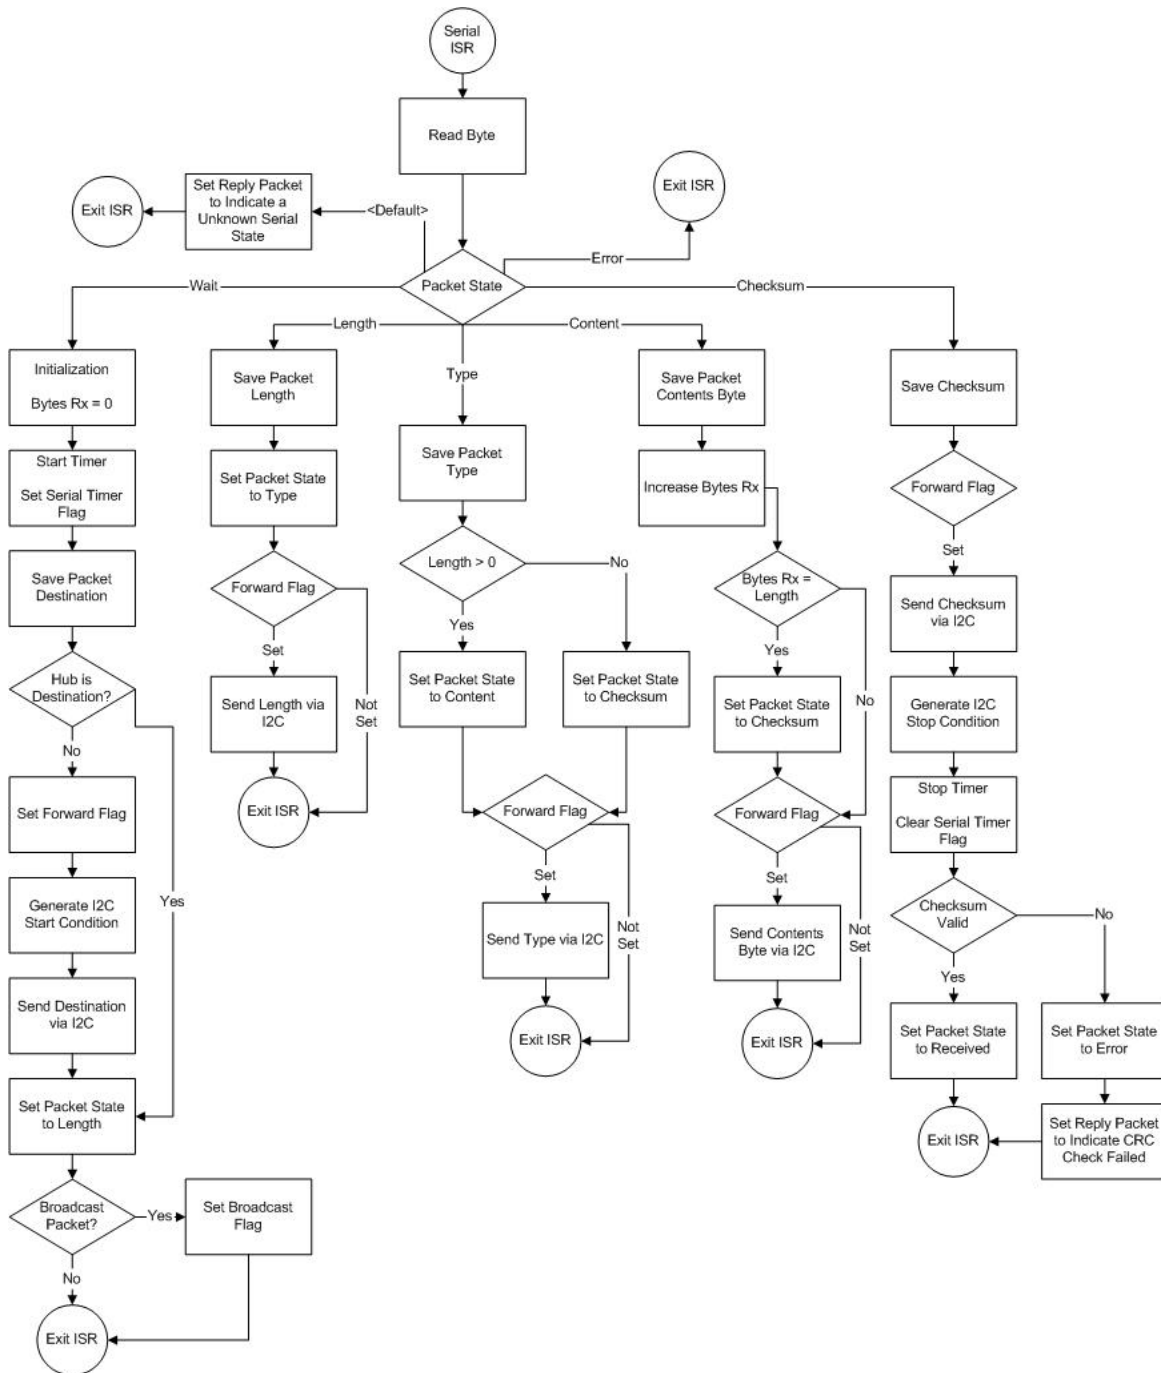 Serial
ISR
Read Byte
Exit ISR
Set Reply Packet
to Indicate a
Unknown Serial
State
<Default>
Exit ISR
Error
Wait
Packet State
Checksum
Length
Content
Type
Initialization
Bytes Rx = 0
Start Timer
Set Serial Timer
Flag
Save Packet
Destination
Hub is
Destination?
No
Yes
Set Forward Flag
Generate I2C
Start Condition
Send Destination
via I2C
Set Packet State
to Length
Broadcast
Packet?
Yes
Set Broadcast
Flag
No
Exit ISR
Save Packet
Length
Set Packet State
to Type
Forward Flag
Set
Not
Set
Send Length via
I2C
Exit ISR
Save Packet
Type
Length > 0
No
Yes
Set Packet State
to Content
Set Packet State
to Checksum
Forward Flag
Set
Not
Set
Send Type via I2C
Exit ISR
Save Packet
Contents Byte
Increase Bytes Rx
Bytes Rx =
Length
Yes
No
Set Packet State
to Checksum
Forward Flag
Set
Not
Set
Send Contents
Byte via I2C
Exit ISR
Save Checksum
Forward Flag
Set
Send Checksum
via I2C
Generate I2C
Stop Condition
Stop Timer
Clear Serial Timer
Flag
Checksum
Valid
No
Yes
Set Packet State
to Received
Set Packet State
to Error
Exit ISR
Set Reply Packet
to Indicate CRC
Check Failed